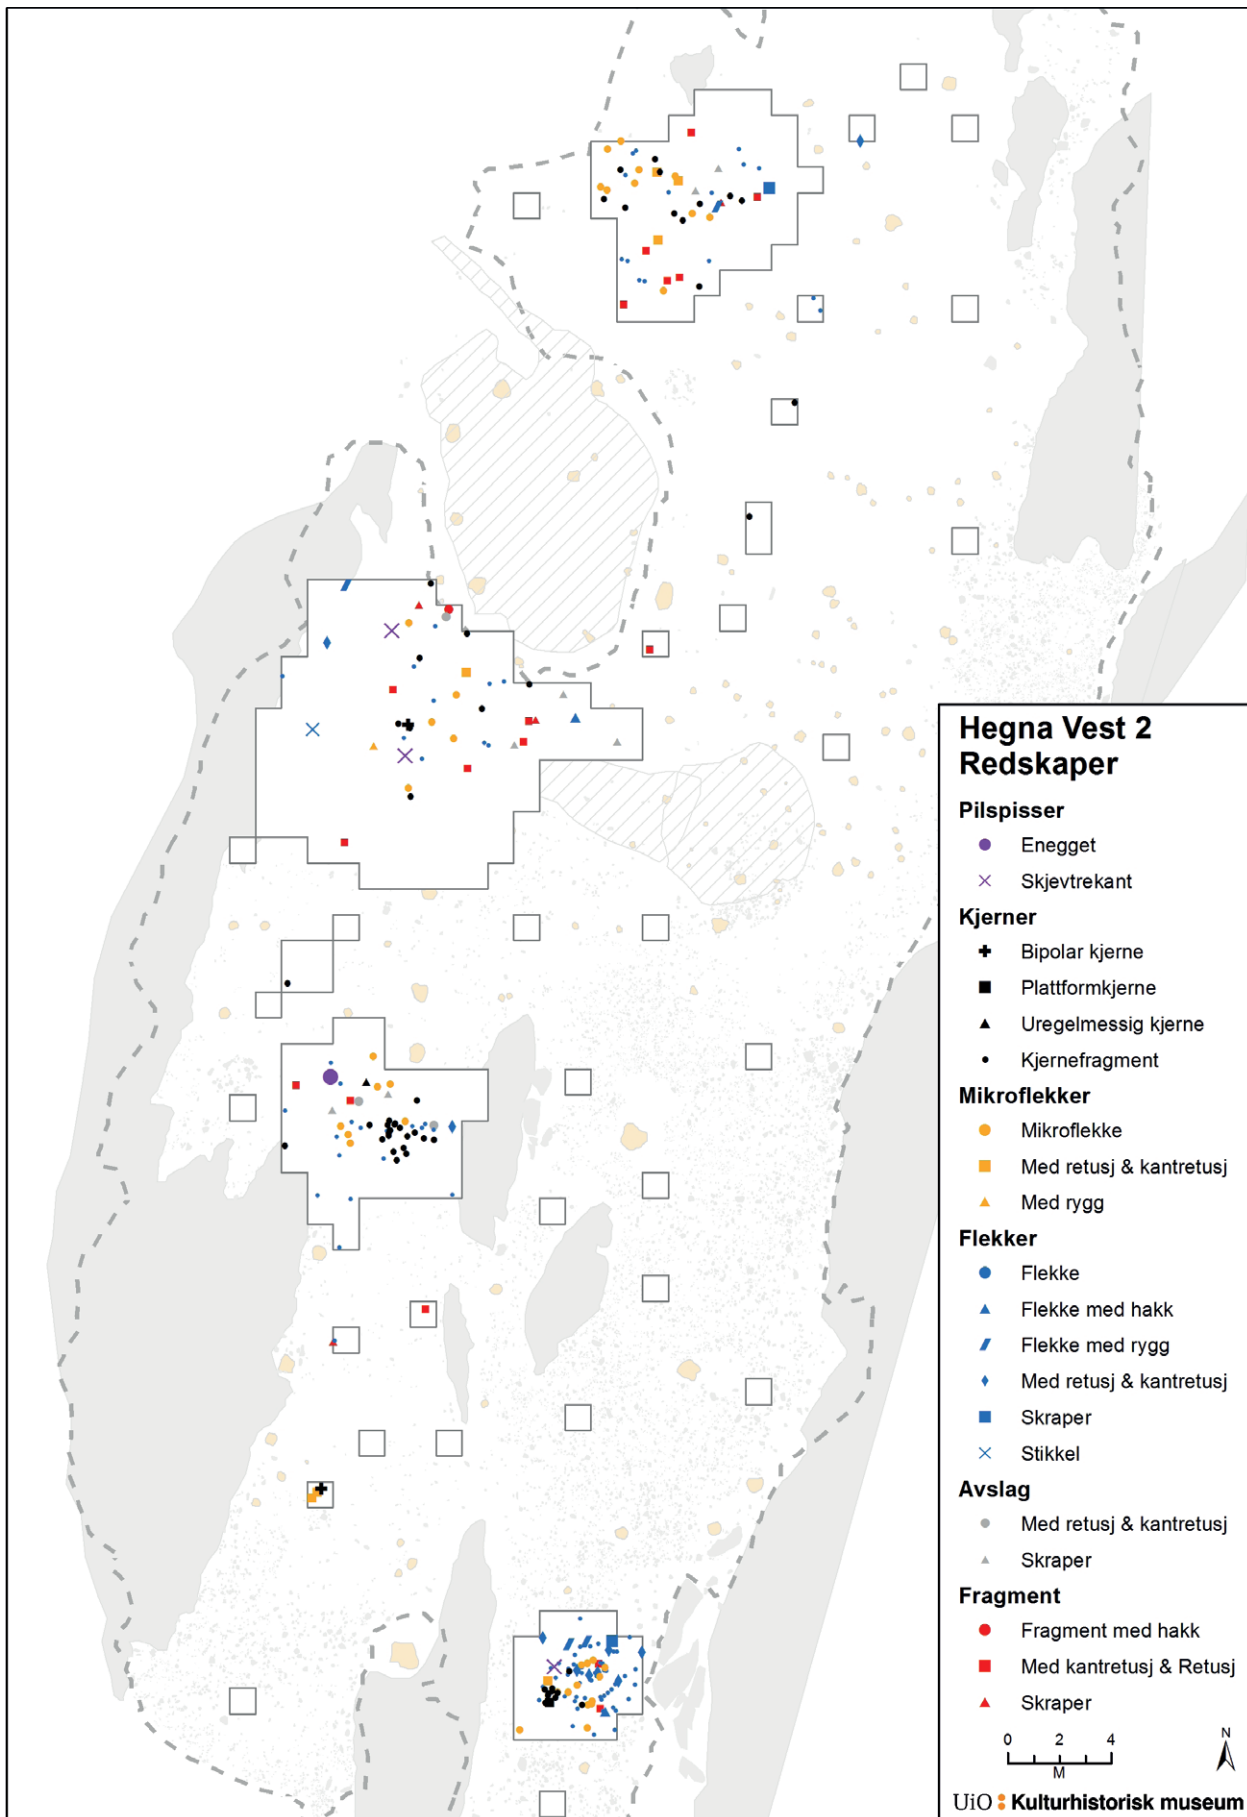 Hegna Vest 2
Redskaper
Pilspisser
Enegget
Skjevtrekant
Kjerner
Bipolar kjerne
Plattformkjerne
Uregelmessig kjerne
Kjernefragment
Mikroflekker
Mikroflekke
Med retusj & kantretusj
Med rygg
Flekker
Flekke
Flekke med hakk
Flekke med rygg
Med retusj & kantretusj
Skraper
Stikkel
Avslag
Med retusj & kantretusj
Skraper
Fragment
Fragment med hakk
Med kantretusj & Retusj
Skraper
0 2 4
M
N
UiO Kulturhistorisk museum